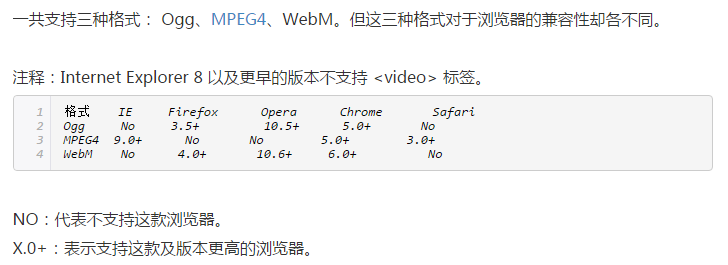 一共支持三种格式： Ogg、MPEG4、WebM。但这三种格式对于浏览器的兼容性却各不同。
注释：Internet Explorer 8 以及更早的版本不支持 <video> 标签。
1 格式 IE Firefox Opera Chrome Safari
2 Ogg No 3.5+ 10.5+ 5.0+ No
3 MPEG4 9.0+ No No 5.0+ 3.0+
4 WebM No 4.0+ 10.6+ 6.0+ No
NO：代表不支持这款浏览器。
X.0+：表示支持这款及版本更高的浏览器。